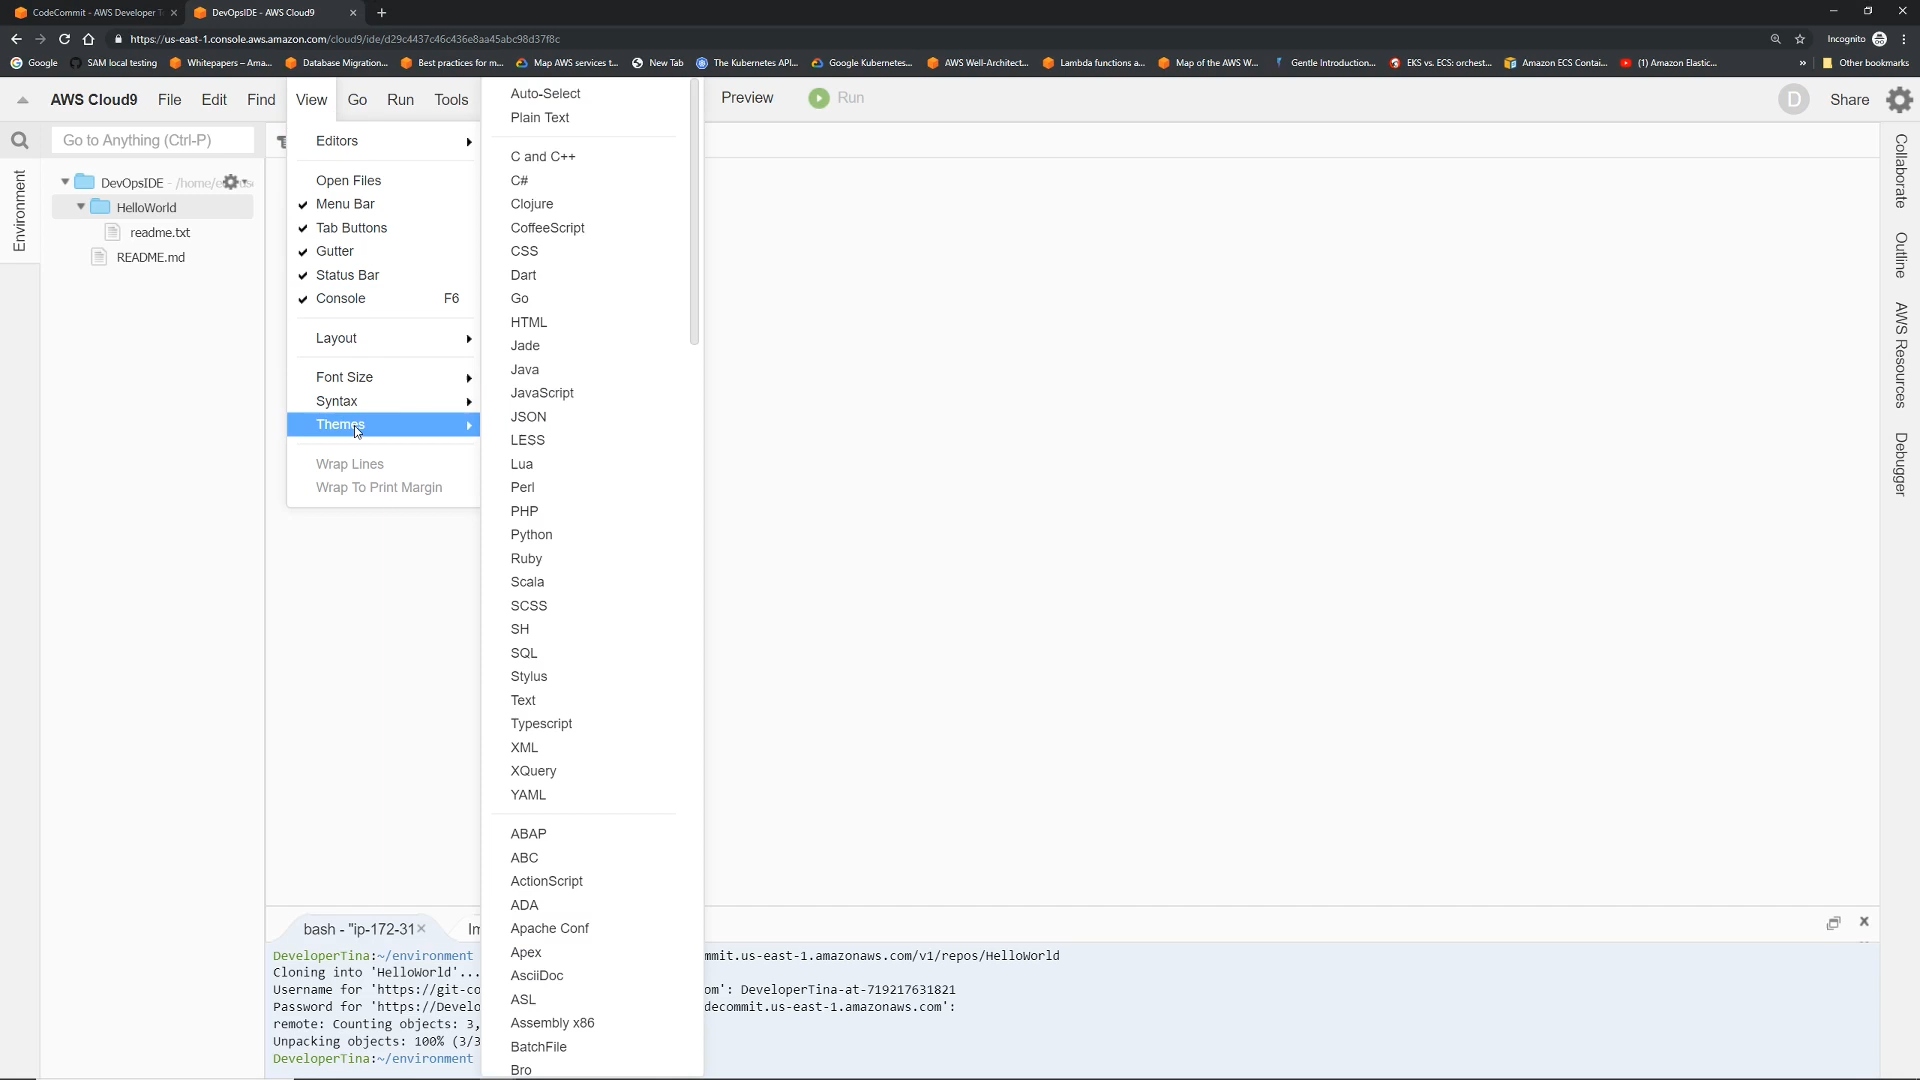 CodeCommit - AWS Developer T
DevOpsIDE - AWS Cloud9
https://us-east-1.console.aws.amazon.com/cloud9/ide/d29c4437c46c436e8aa45abc98d37f8c
Incognito
Google
SAM local testing
Whitepapers – Ama...
Database Migration...
Best practices for m...
Map AWS services t...
New Tab
The Kubernetes API...
Google Kubernetes...
AWS Well-Architect...
Lambda functions a...
Map of the AWS W...
Gentle Introduction...
EKS vs. ECS: orchest...
Amazon ECS Contai...
(1) Amazon Elastic...
»
Other bookmarks
AWS Cloud9
File
Edit
Find
View
Go
Run
Tools
Preview
Run
D
Share
Go to Anything (Ctrl-P)
Environment
DevOpsIDE - /home/e
HelloWorld
readme.txt
README.md
Editors
Open Files
Menu Bar
Tab Buttons
Gutter
Status Bar
Console F6
Layout
Font Size
Syntax
Themes
Wrap Lines
Wrap To Print Margin
Auto-Select
Plain Text
C and C++
C#
Clojure
CoffeeScript
CSS
Dart
Go
HTML
Jade
Java
JavaScript
JSON
LESS
Lua
Perl
PHP
Python
Ruby
Scala
SCSS
SH
SQL
Stylus
Text
Typescript
XML
XQuery
YAML
ABAP
ABC
ActionScript
ADA
Apache Conf
Apex
AsciiDoc
ASL
Assembly x86
BatchFile
Bro
Collaborate
Outline
AWS Resources
Debugger
bash - "ip-172-31
Im
DeveloperTina:~/environment mmit.us-east-1.amazonaws.com/v1/repos/HelloWorld
Cloning into 'HelloWorld'...
Username for 'https://git-co om': DeveloperTina-at-719217631821
Password for 'https://Develo decommit.us-east-1.amazonaws.com':
remote: Counting objects: 3,
Unpacking objects: 100% (3/3
DeveloperTina:~/environment